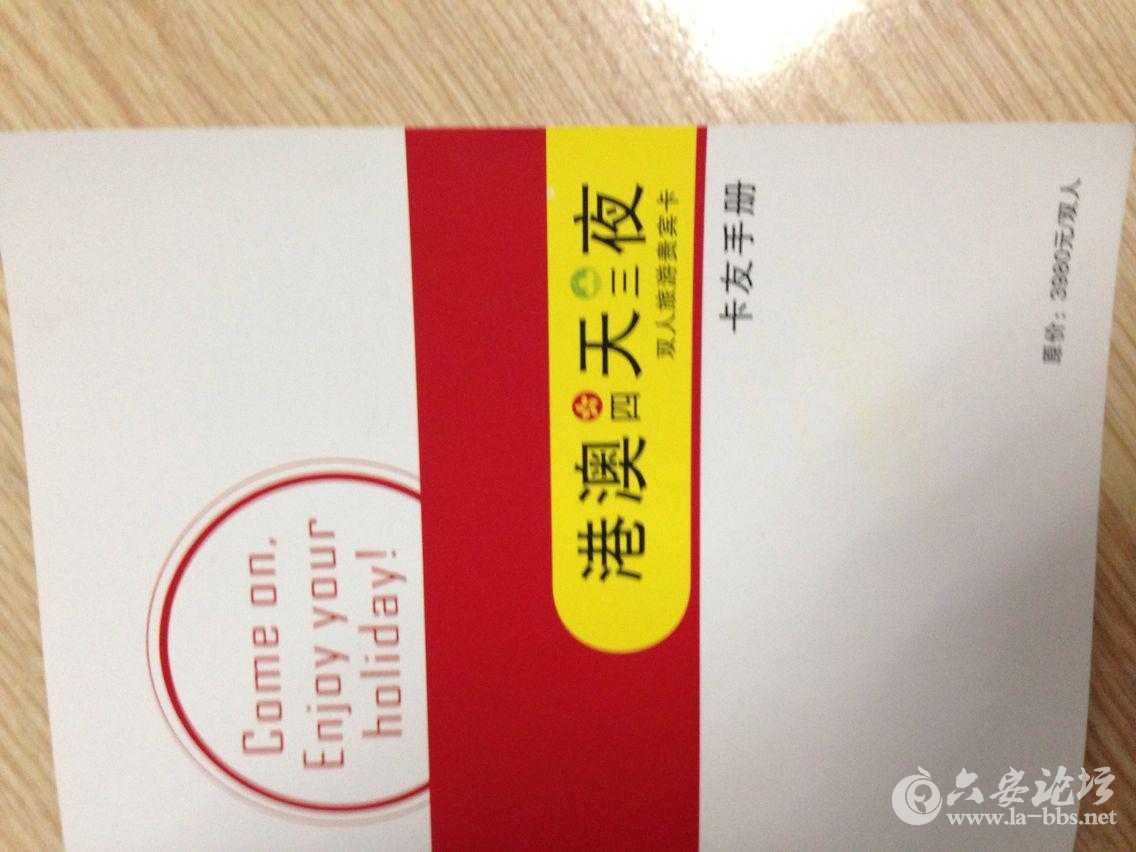 Come on,
Enjoy your
holiday!
港澳四天三夜
双人旅游贵宾卡
卡友手册
原价：3980元/双人
六安论坛
www.la-bbs.net